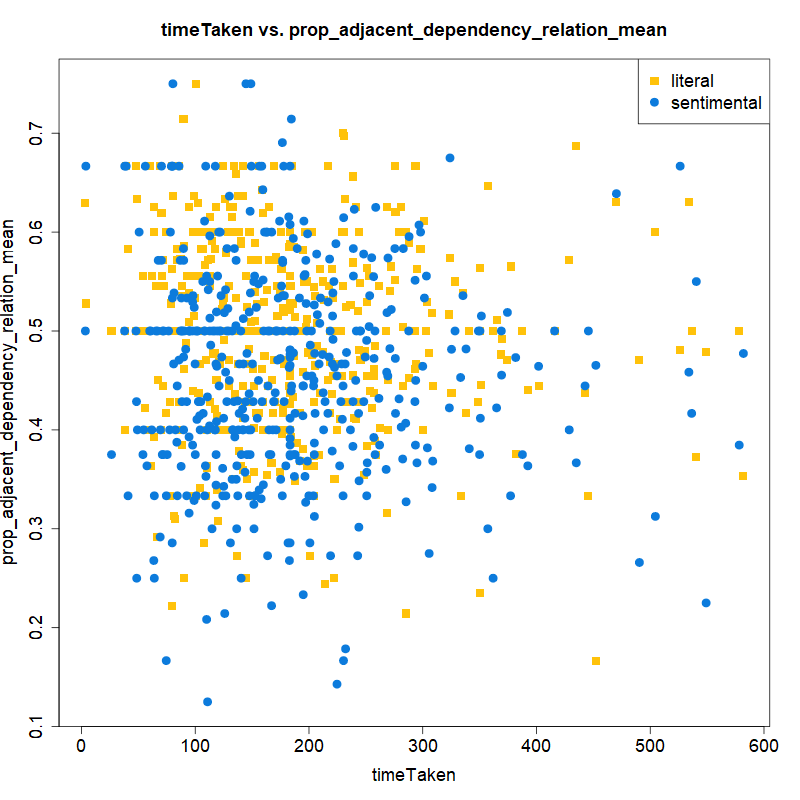 timeTaken vs. prop_adjacent_dependency_relation_mean
literal
sentimental
prop_adjacent_dependency_relation_mean
0.7
0.6
0.5
0.4
0.3
0.2
0.1
0 100 200 300 400 500 600
timeTaken